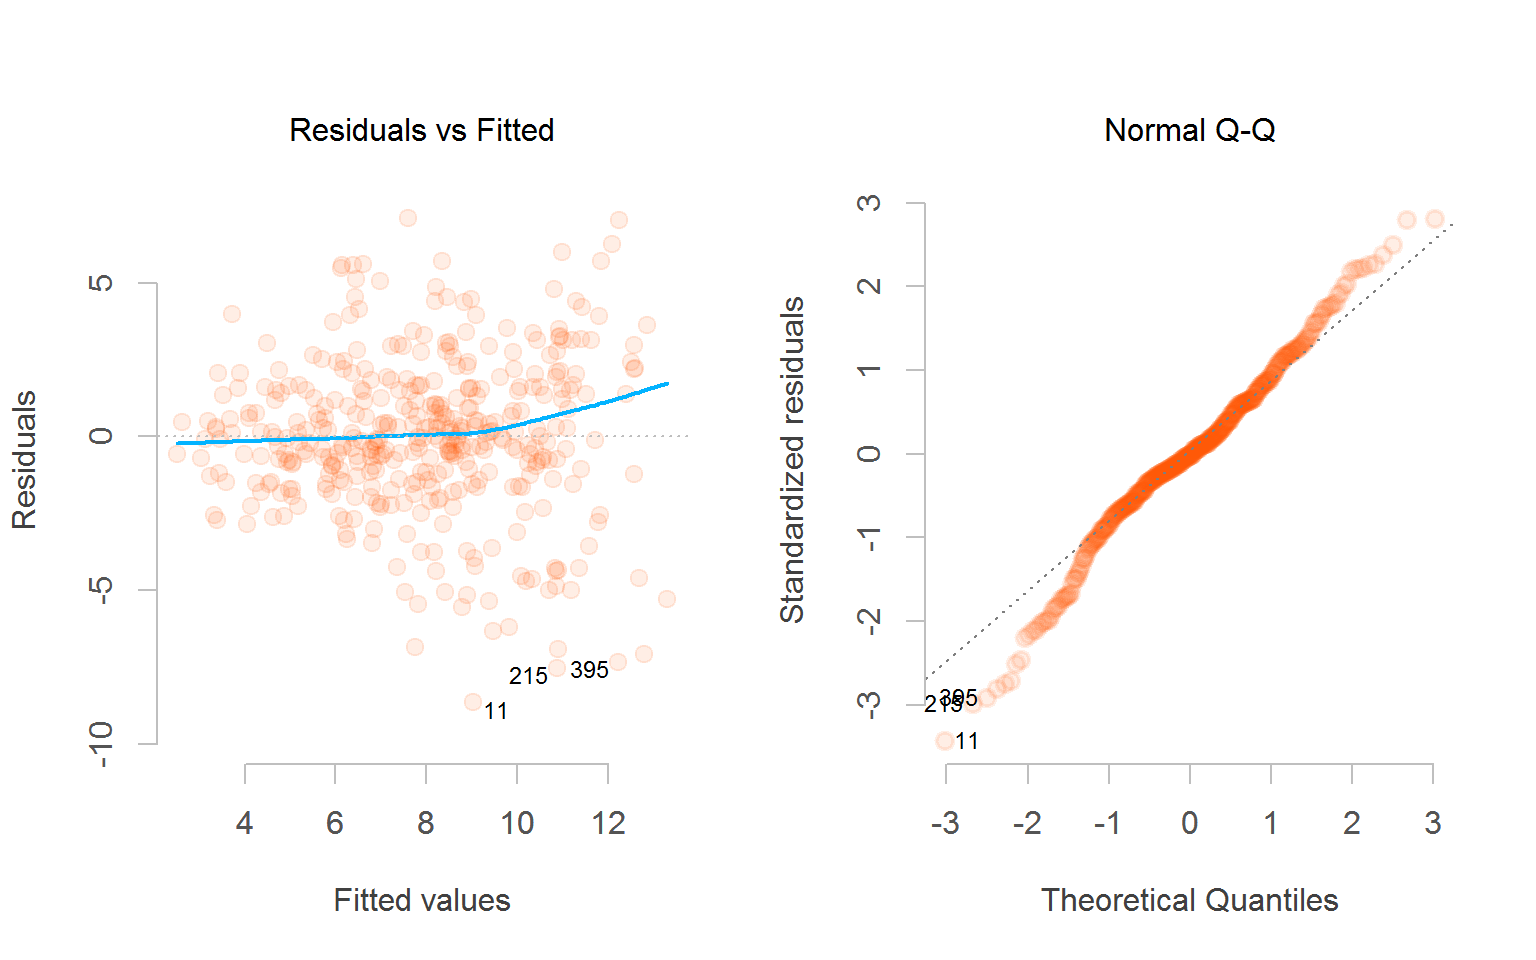 Residuals vs Fitted
Residuals
5
0
-5
-10
215
395
11
4 6 8 10 12
Fitted values
Normal Q-Q
Standardized residuals
3
2
1
0
-1
-2
-3
395
215
11
-3 -2 -1 0 1 2 3
Theoretical Quantiles